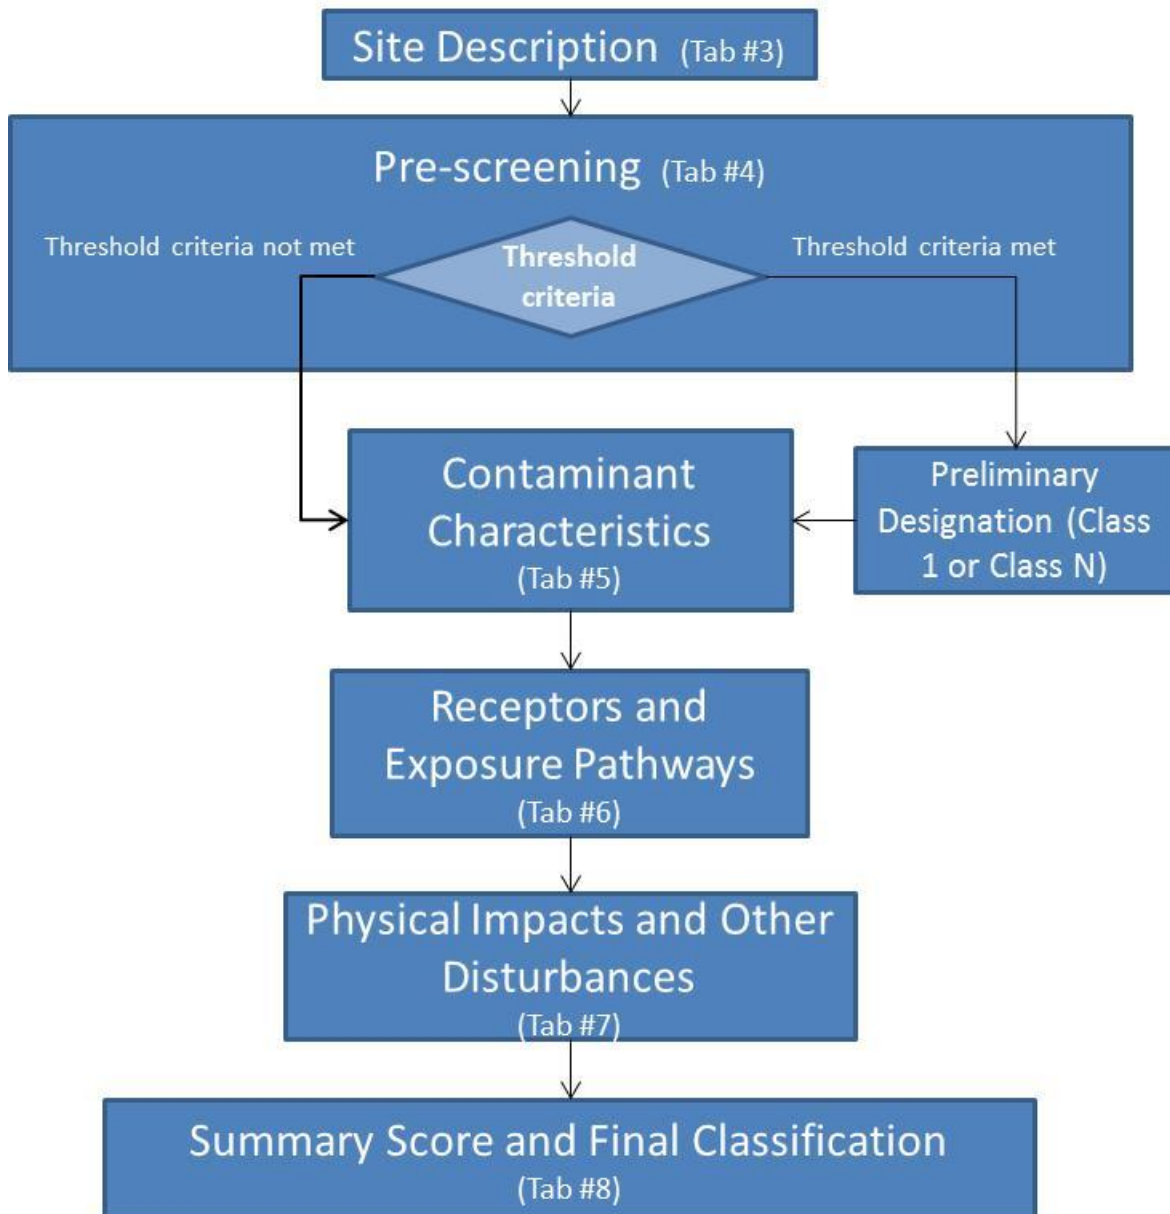 Site Description (Tab #3)
Pre-screening (Tab #4)
Threshold criteria not met
Threshold
criteria
Threshold criteria met
Contaminant
Characteristics
(Tab #5)
Preliminary
Designation (Class
1 or Class N)
Receptors and
Exposure Pathways
(Tab #6)
Physical Impacts and Other
Disturbances
(Tab #7)
Summary Score and Final Classification
(Tab #8)